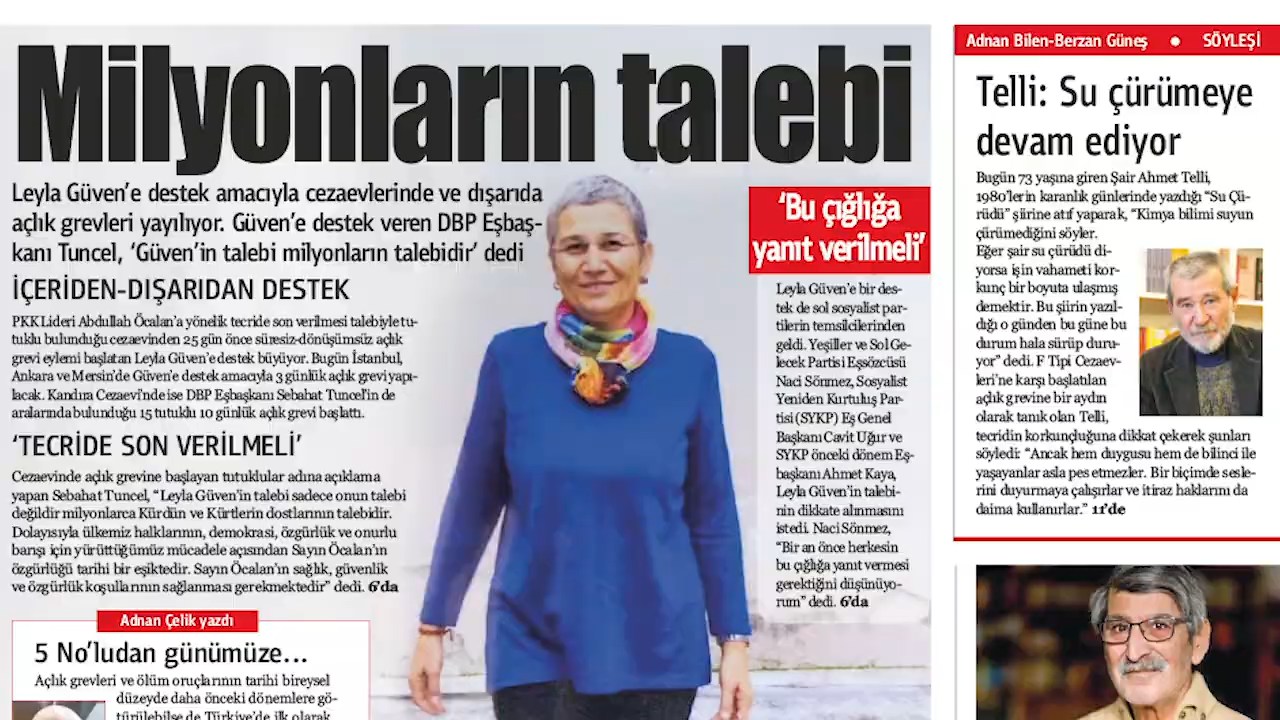 Milyonların talebi
Leyla Güven'e destek amacıyla cezaevlerinde ve dışarıda
açlık grevleri yayılıyor. Güven'e destek veren DBP Eşbaş-
kanı Tuncel, 'Güven'in talebi milyonların talebidir' dedi
İÇERİDEN-DIŞARIDAN DESTEK
PKK Lideri Abdullah Öcalan'a yönelik tecride son verilmesi talebiyle tu-
tuklu bulunduğu cezaevinden 25 gün önce süresiz-dönüşümsüz açlık
grevi eylemi başlatan Leyla Güven'e destek büyüyor. Bugün İstanbul,
Ankara ve Mersin'de Güven'e destek amacıyla 3 günlük açlık grevi yapı-
lacak. Kandıra Cezaevi'nde ise DBP Eşbaşkanı Sebahat Tuncel'in de
aralarında bulunduğu 15 tutuklu 10 günlük açlık grevi başlattı.
'TECRİDE SON VERİLMELİ'
Cezaevinde açlık grevine başlayan tutuklular adına açıklama
yapan Sebahat Tuncel, "Leyla Güven'in talebi sadece onun talebi
değildir milyonlarca Kürdün ve Kürtlerin dostlarının talebidir.
Dolayısıyla ülkemiz halklarının, demokrasi, özgürlük ve onurlu
barışı için yürüttüğümüz mücadele açısından Sayın Öcalan'ın
özgürlüğü tarihi bir eşiktedir. Sayın Öcalan'ın sağlık, güvenlik
ve özgürlük koşullarının sağlanması gerekmektedir" dedi. 6'da
Adnan Çelik yazdı
5 No'ludan günümüze...
Açlık grevleri ve ölüm oruçlarının tarihi bireysel
düzeyde daha önceki dönemlere gö-
türülebilse de Türkiye'de ilk olarak
'Bu çığlığa
yanıt verilmeli'
Leyla Güven'e bir des-
tek de sol sosyalist par-
tilerin temsilcilerinden
geldi. Yeşiller ve Sol Ge-
lecek Partisi Eşsözcüsü
Naci Sönmez, Sosyalist
Yeniden Kurtuluş Par-
tisi (SYKP) Eş Genel
Başkanı Cavit Uğur ve
SYKP önceki dönem Eş-
başkanı Ahmet Kaya,
Leyla Güven'in talebi-
nin dikkate alınmasını
istedi. Naci Sönmez,
"Bir an önce herkesin
bu çığlığa yanıt vermesi
gerektiğini düşünüyo-
rum" dedi. 6'da
Adnan Bilen-Berzan Güneş ● SÖYLEŞİ
Telli: Su çürümeye
devam ediyor
Bugün 73 yaşına giren Şair Ahmet Telli,
1980'lerin karanlık günlerinde yazdığı "Su Çü-
rüdü" şiirine atıf yaparak, "Kimya bilimi suyun
çürümediğini söyler.
Eğer şair su çürüdü di-
yorsa işin vahameti kor-
kunç bir boyuta ulaşmış
demektir. Bu şiirin yazıl-
dığı o günden bu güne bu
durum hala sürüp duru-
yor" dedi. F Tipi Cezaev-
leri'ne karşı başlatılan
açlık grevine bir aydın
olarak tanık olan Telli,
tecridin korkunçluğuna dikkat çekerek şunları
söyledi: "Ancak hem duygusu hem de bilinci ile
yaşayanlar asla pes etmezler. Bir biçimde sesle-
rini duyurmaya çalışırlar ve itiraz haklarını da
daima kullanırlar." 11'de